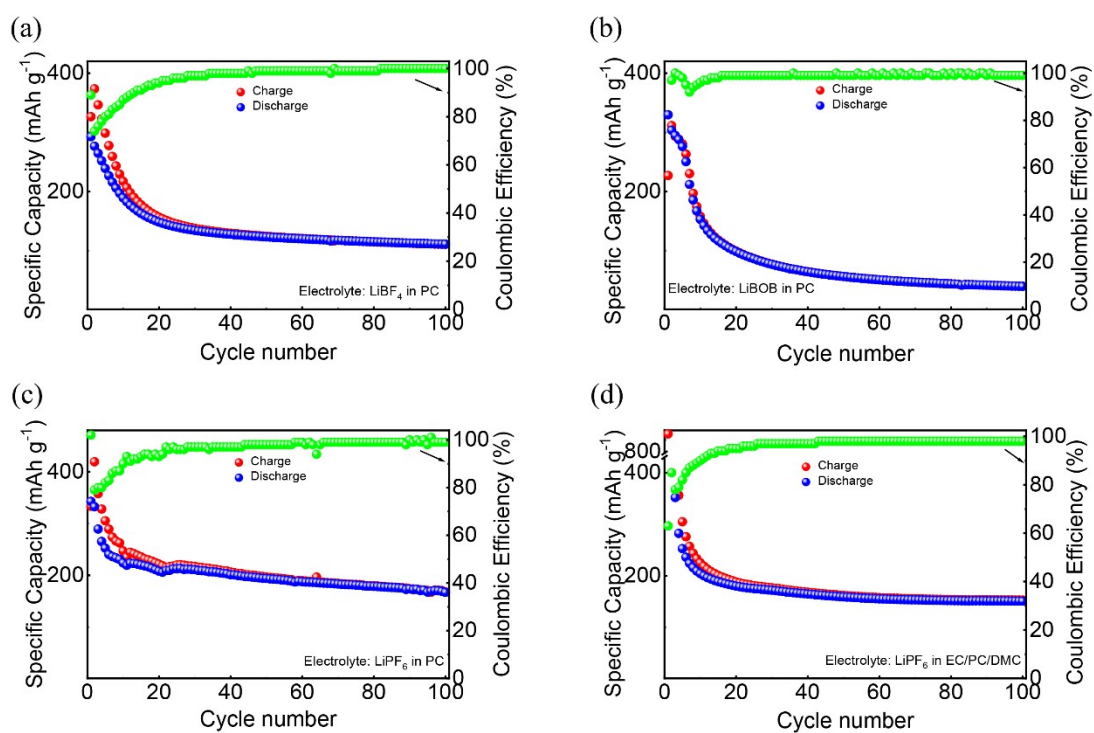 (a)
Specific Capacity (mAh g⁻¹)
400
200
0 20 40 60 80 100
Cycle number
100
80
60
40
20
0
Coulombic Efficiency (%)
Charge
Discharge
Electrolyte: LiBF₄ in PC
(b)
Specific Capacity (mAh g⁻¹)
400
200
0 20 40 60 80 100
Cycle number
100
80
60
40
20
0
Coulombic Efficiency (%)
Charge
Discharge
Electrolyte: LiBOB in PC
(c)
Specific Capacity (mAh g⁻¹)
400
200
0 20 40 60 80 100
Cycle number
100
80
60
40
20
0
Coulombic Efficiency (%)
Charge
Discharge
Electrolyte: LiPF₆ in PC
(d)
Specific Capacity (mAh g⁻¹)
800
400
200
0 20 40 60 80 100
Cycle number
100
80
60
40
20
0
Coulombic Efficiency (%)
Charge
Discharge
Electrolyte: LiPF₆ in EC/PC/DMC